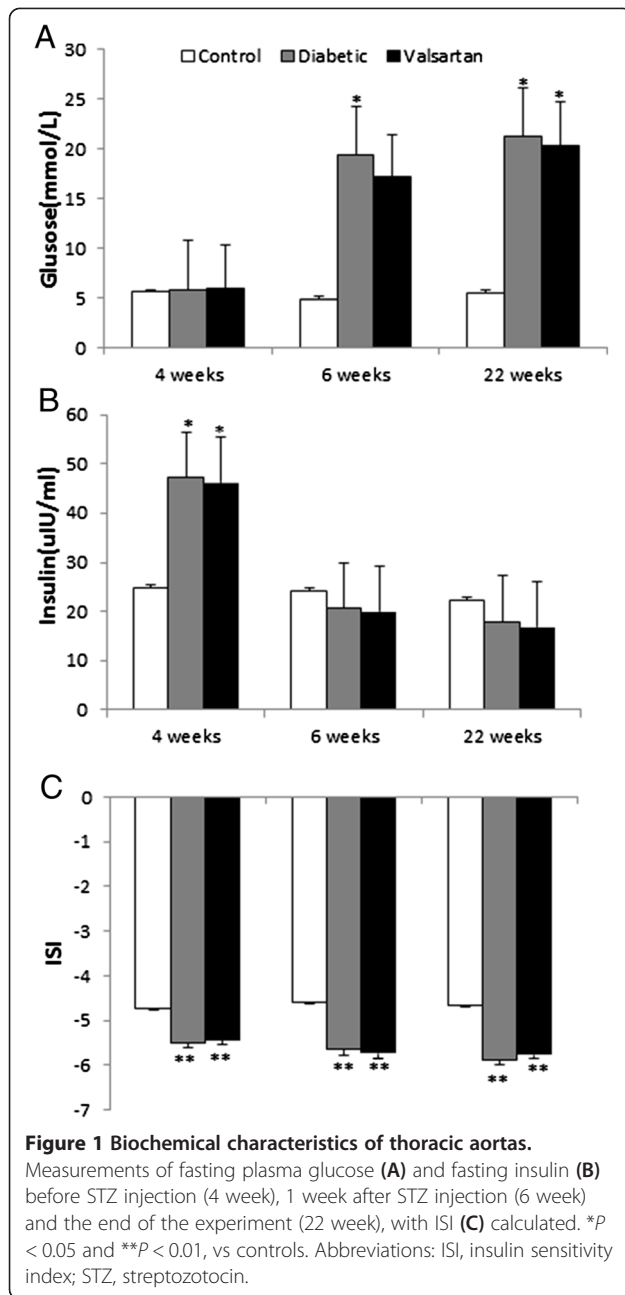 A
Control Diabetic Valsartan
Glusose(mmol/L)
30
25
20
15
10
5
0
* * *
4 weeks 6 weeks 22 weeks
B
Insulin(uIU/ml)
60
50
40
30
20
10
0
* *
4 weeks 6 weeks 22 weeks
C
ISI
0
-1
-2
-3
-4
-5
-6
-7
** ** ** ** ** **
Figure 1 Biochemical characteristics of thoracic aortas.
Measurements of fasting plasma glucose (A) and fasting insulin (B)
before STZ injection (4 week), 1 week after STZ injection (6 week)
and the end of the experiment (22 week), with ISI (C) calculated. *P
< 0.05 and **P < 0.01, vs controls. Abbreviations: ISI, insulin sensitivity
index; STZ, streptozotocin.